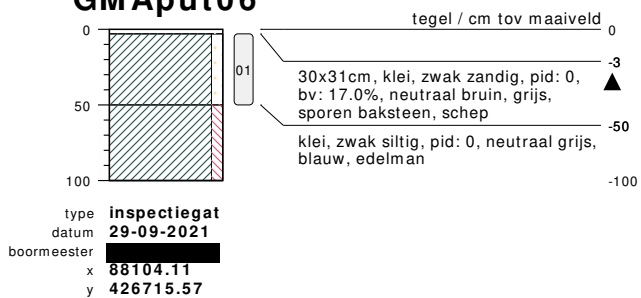 GMAput06
tegel / cm tov maaiveld
0
0
-3
01
30x31cm, klei, zwak zandig, pid: 0,
bv: 17.0%, neutraal bruin, grijs,
sporen baksteen, schep
50
-50
klei, zwak siltig, pid: 0, neutraal grijs,
blauw, edelman
100
-100
type inspectiegat
datum 29-09-2021
boormeester
x 88104.11
y 426715.57